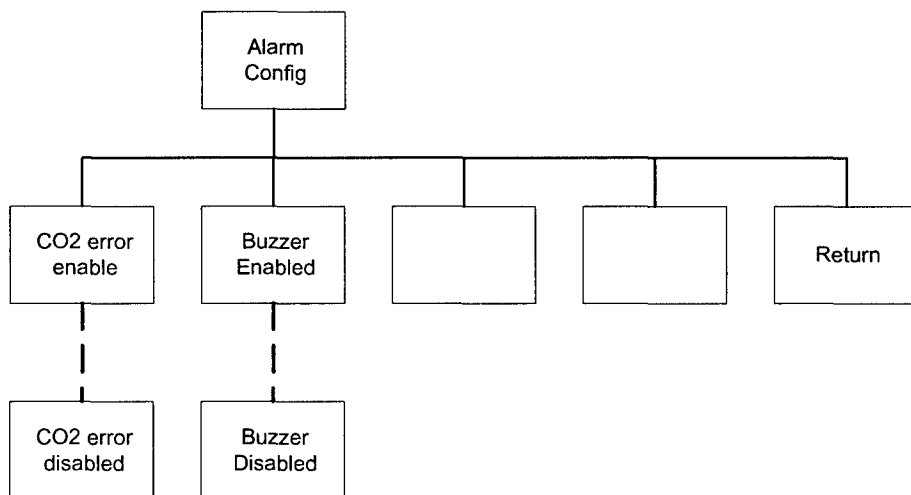 Alarm
Config
CO2 error
enable
Buzzer
Enabled
Return
CO2 error
disabled
Buzzer
Disabled